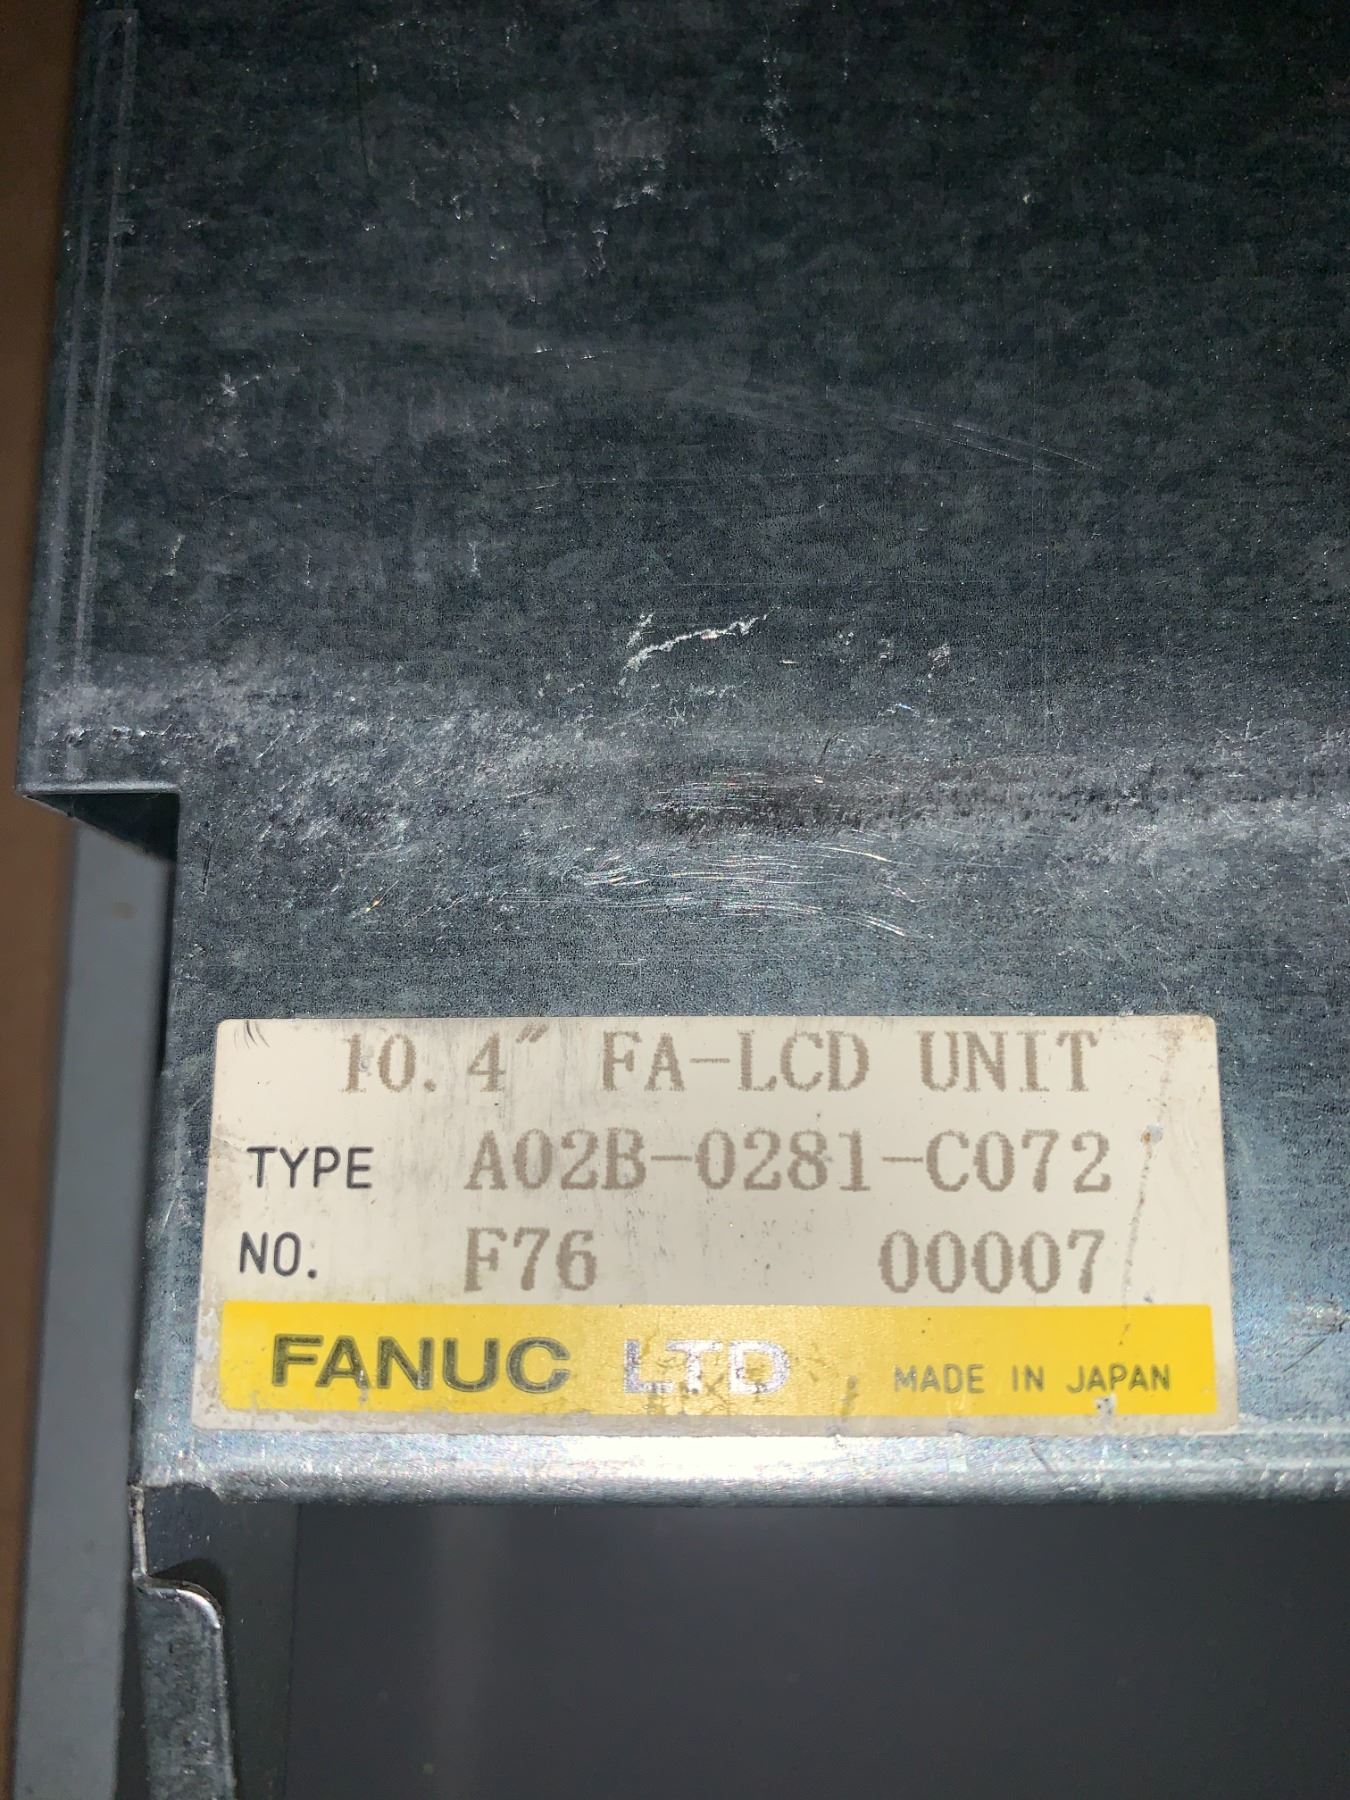 10.4″ FA-LCD UNIT
TYPE A02B-0281-C072
NO. F76 00007
FANUC LTD MADE IN JAPAN